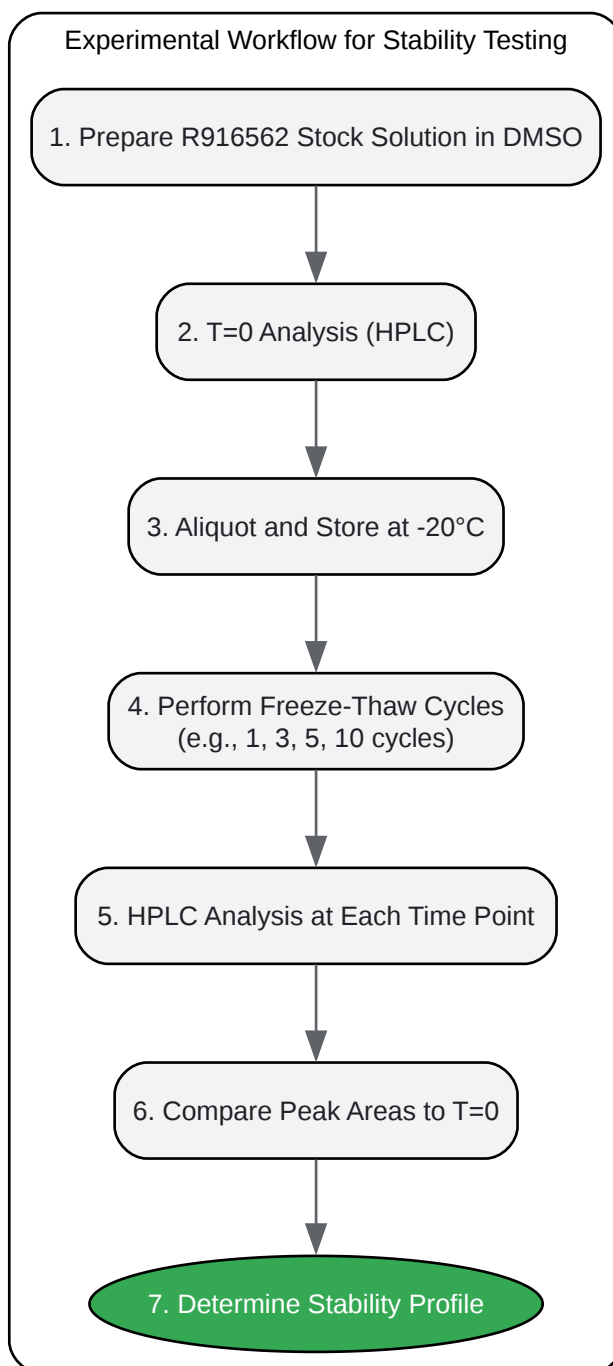 Experimental Workflow for Stability Testing
1. Prepare R916562 Stock Solution in DMSO
2. T=0 Analysis (HPLC)
3. Aliquot and Store at -20°C
4. Perform Freeze-Thaw Cycles
(e.g., 1, 3, 5, 10 cycles)
5. HPLC Analysis at Each Time Point
6. Compare Peak Areas to T=0
7. Determine Stability Profile